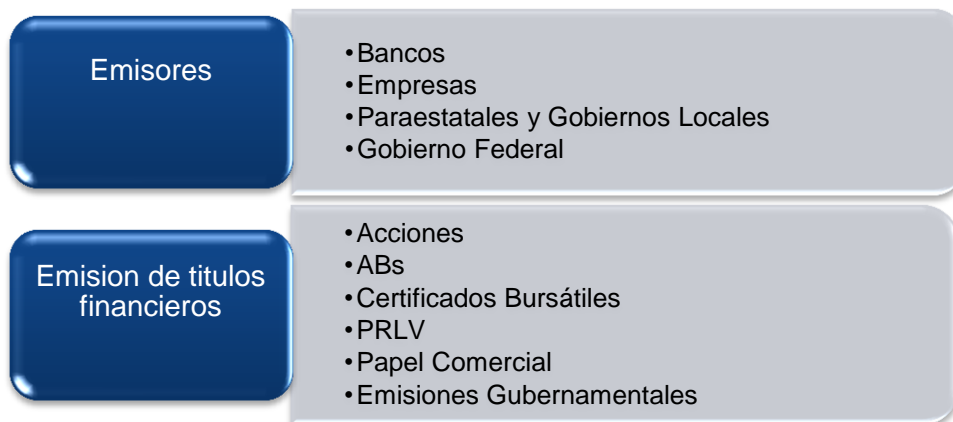 Emisores
•Bancos
•Empresas
•Paraestatales y Gobiernos Locales
•Gobierno Federal
Emision de titulos
financieros
•Acciones
•ABs
•Certificados Bursátiles
•PRLV
•Papel Comercial
•Emisiones Gubernamentales